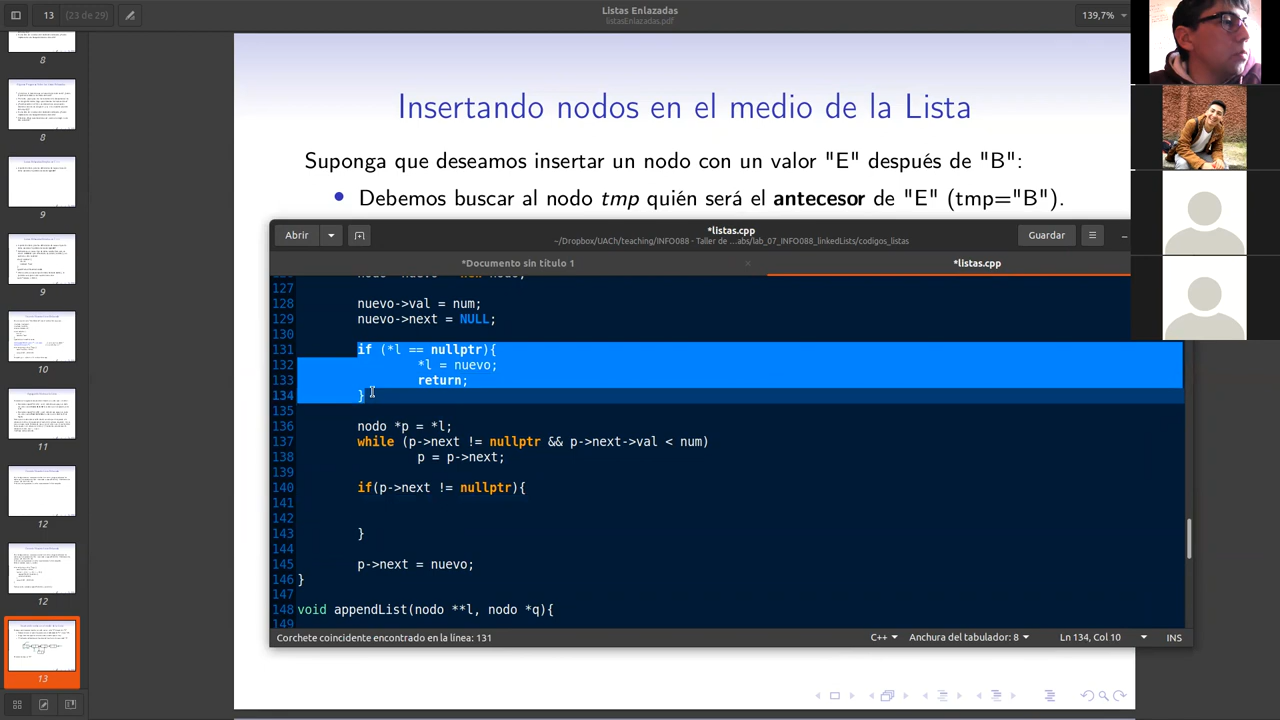 13
(23 de 29)
Listas Enlazadas
listasEnlazadas.pdf
139,7%
8
8
9
9
10
11
12
12
13
Insertando nodos en el medio de la Lista
Suponga que deseamos insertar un nodo con un valor "E" después de "B":
Debemos buscar al nodo tmp quién será el antecesor de "E" (tmp="B").
Abrir
*listas.cpp
Guardar
*Documento sin título 1
*listas.cpp
127
128 nuevo->val = num;
129 nuevo->next = NULL;
130
131 if (*l == nullptr){
132 *l = nuevo;
133 return;
134 }
135
136 nodo *p = *l;
137 while (p->next != nullptr && p->next->val < num)
138 p = p->next;
139
140 if(p->next != nullptr){
141
142
143 }
144
145 p->next = nuevo;
146 }
148 void appendList(nodo **l, nodo *q){
149
Corchete coincidente encontrado en la línea: 131
C++
Anchura del tabulador: 8
Ln 134, Col 10
INS